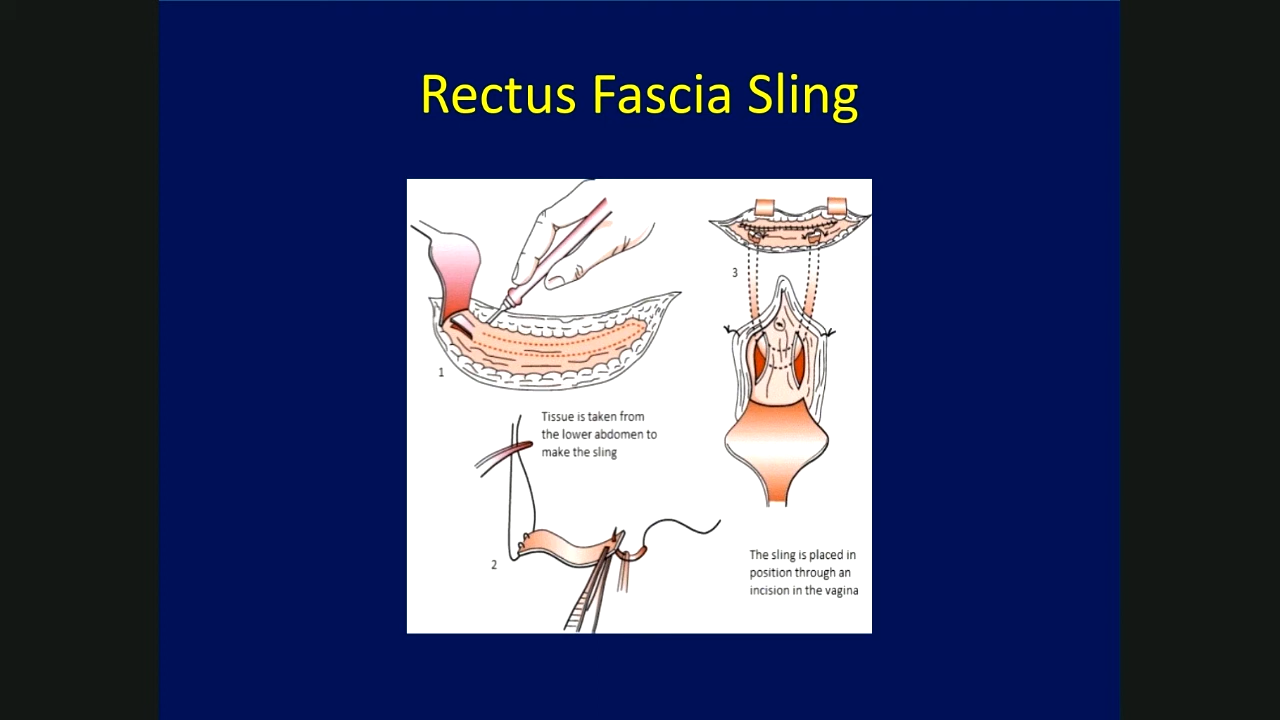 Rectus Fascia Sling
1
Tissue is taken from
the lower abdomen to
make the sling
2
3
The sling is placed in
position through an
incision in the vagina